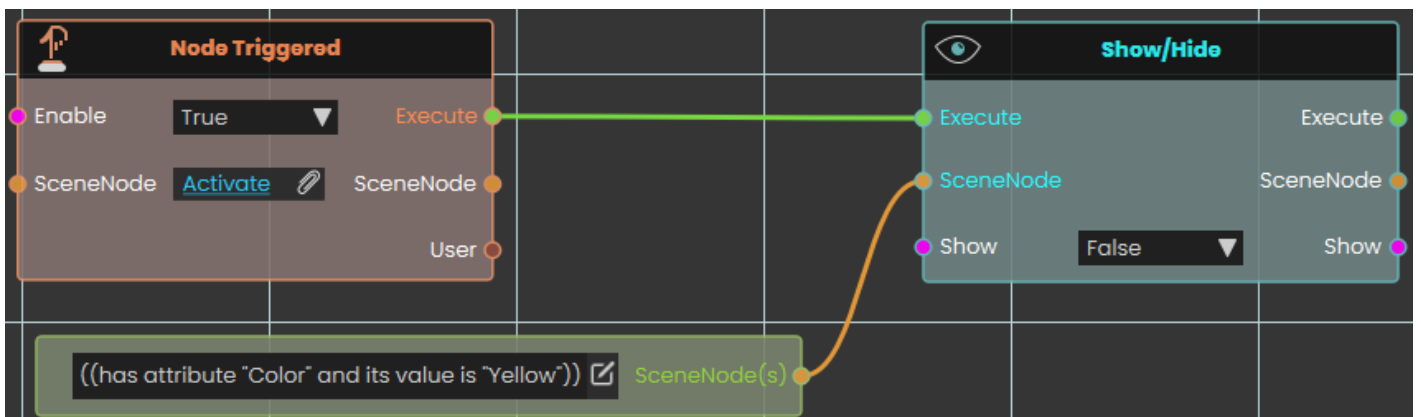 Node Triggered
Enable True Execute
SceneNode Activate SceneNode
User
Show/Hide
Execute Execute
SceneNode SceneNode
Show False Show
((has attribute "Color" and its value is "Yellow")) SceneNode(s)